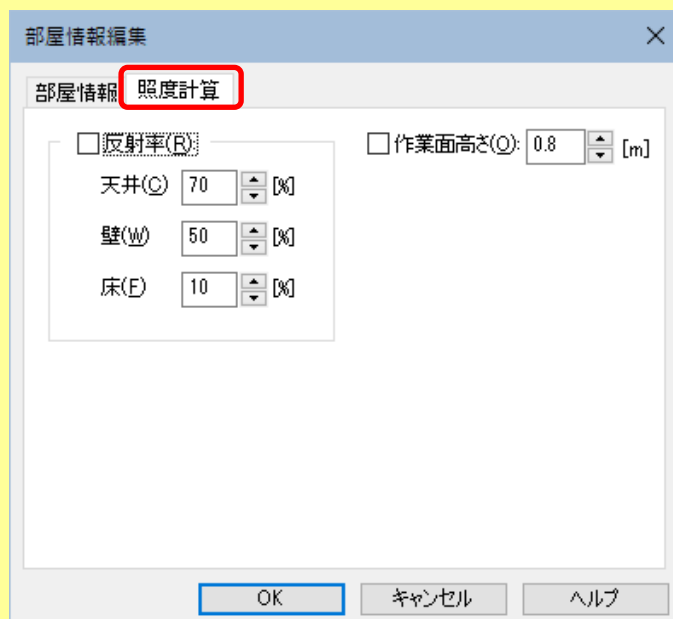 部屋情報編集
部屋情報 照度計算
反射率(R): 作業面高さ(O): 0.8 [m]
天井(C) 70 [%]
壁(W) 50 [%]
床(F) 10 [%]
OK キャンセル ヘルプ